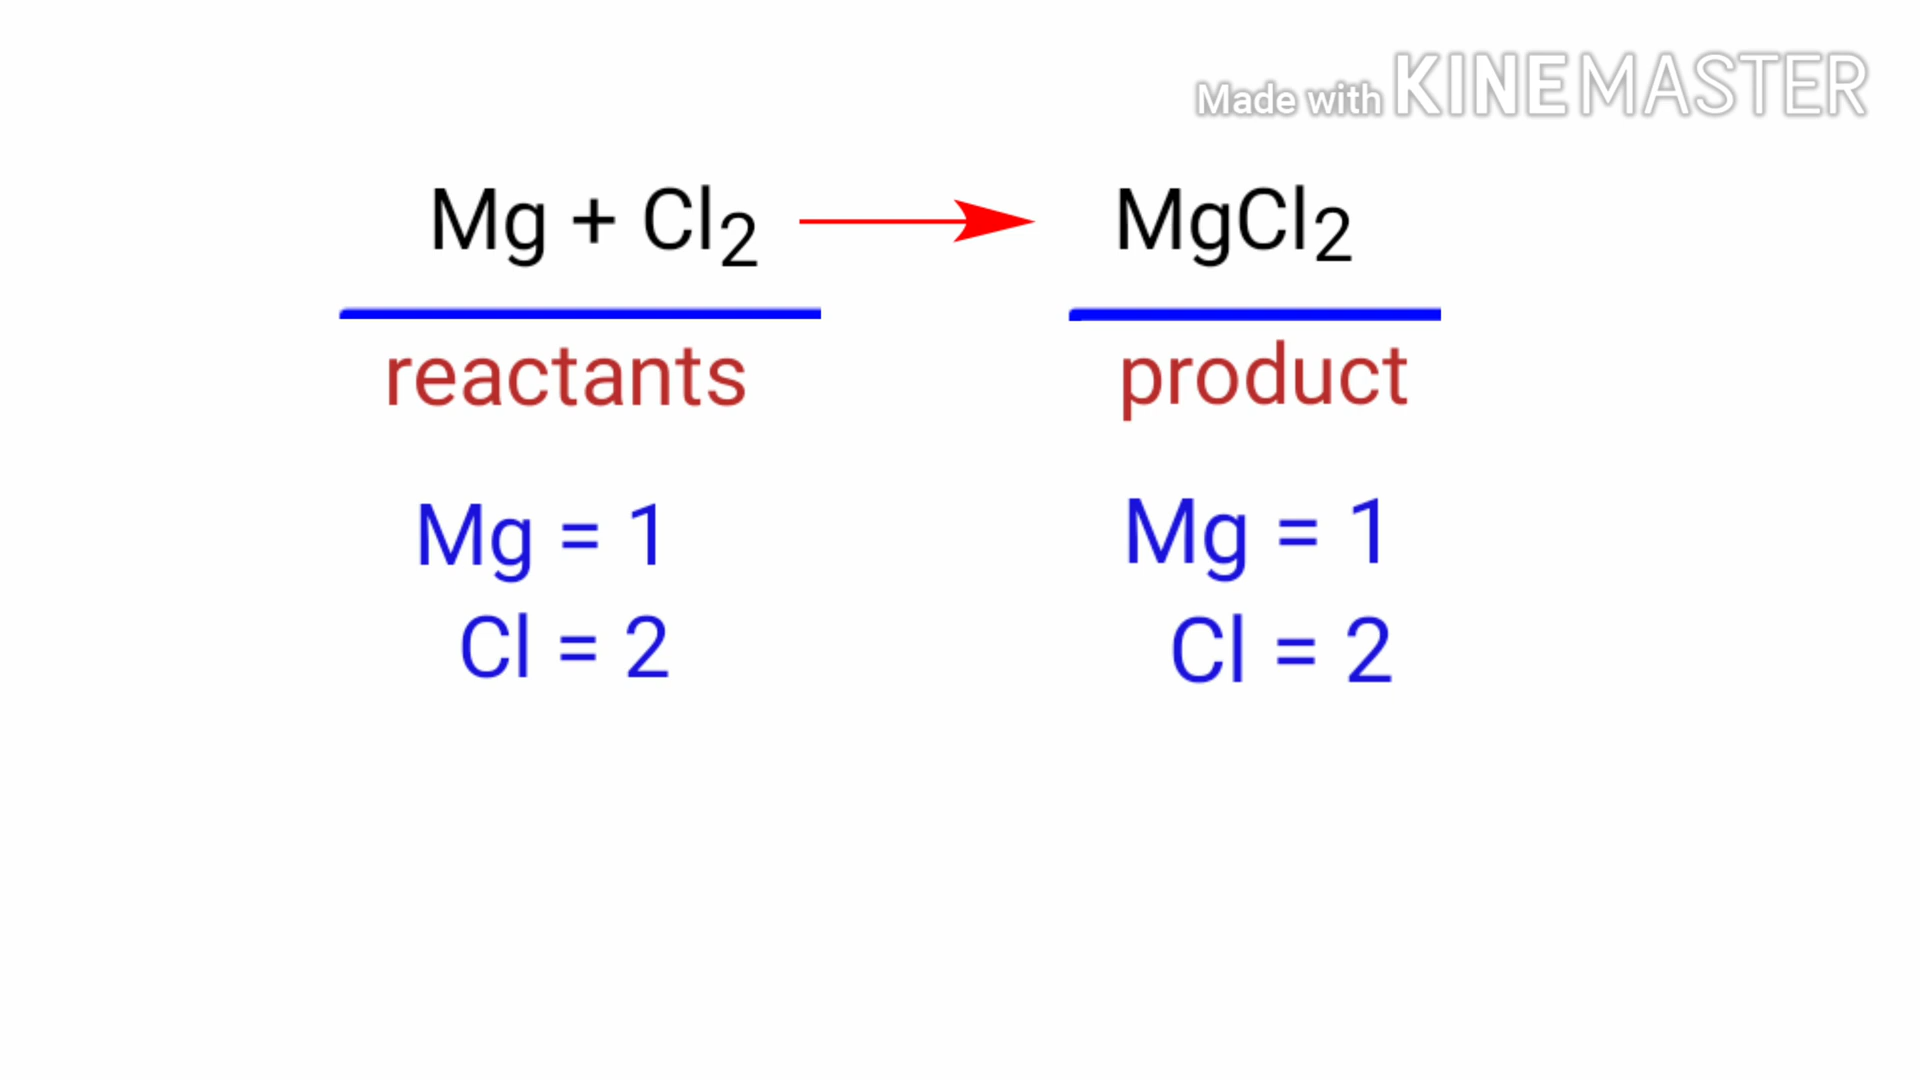 Made with KINEMASTER
Mg + Cl₂ → MgCl₂
reactants product
Mg = 1 Mg = 1
Cl = 2 Cl = 2